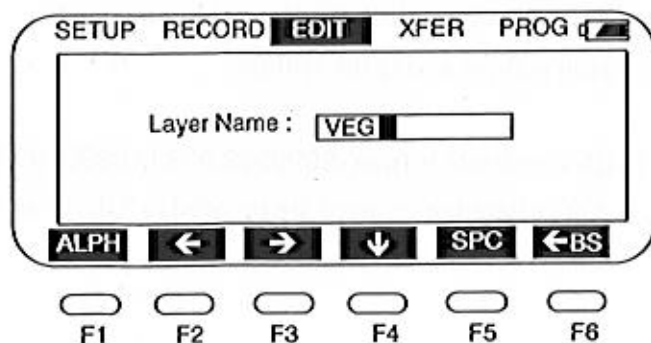 SETUP RECORD EDIT XFER PROG
Layer Name : VEG
ALPH ← → ↓ SPC ←BS
F1 F2 F3 F4 F5 F6